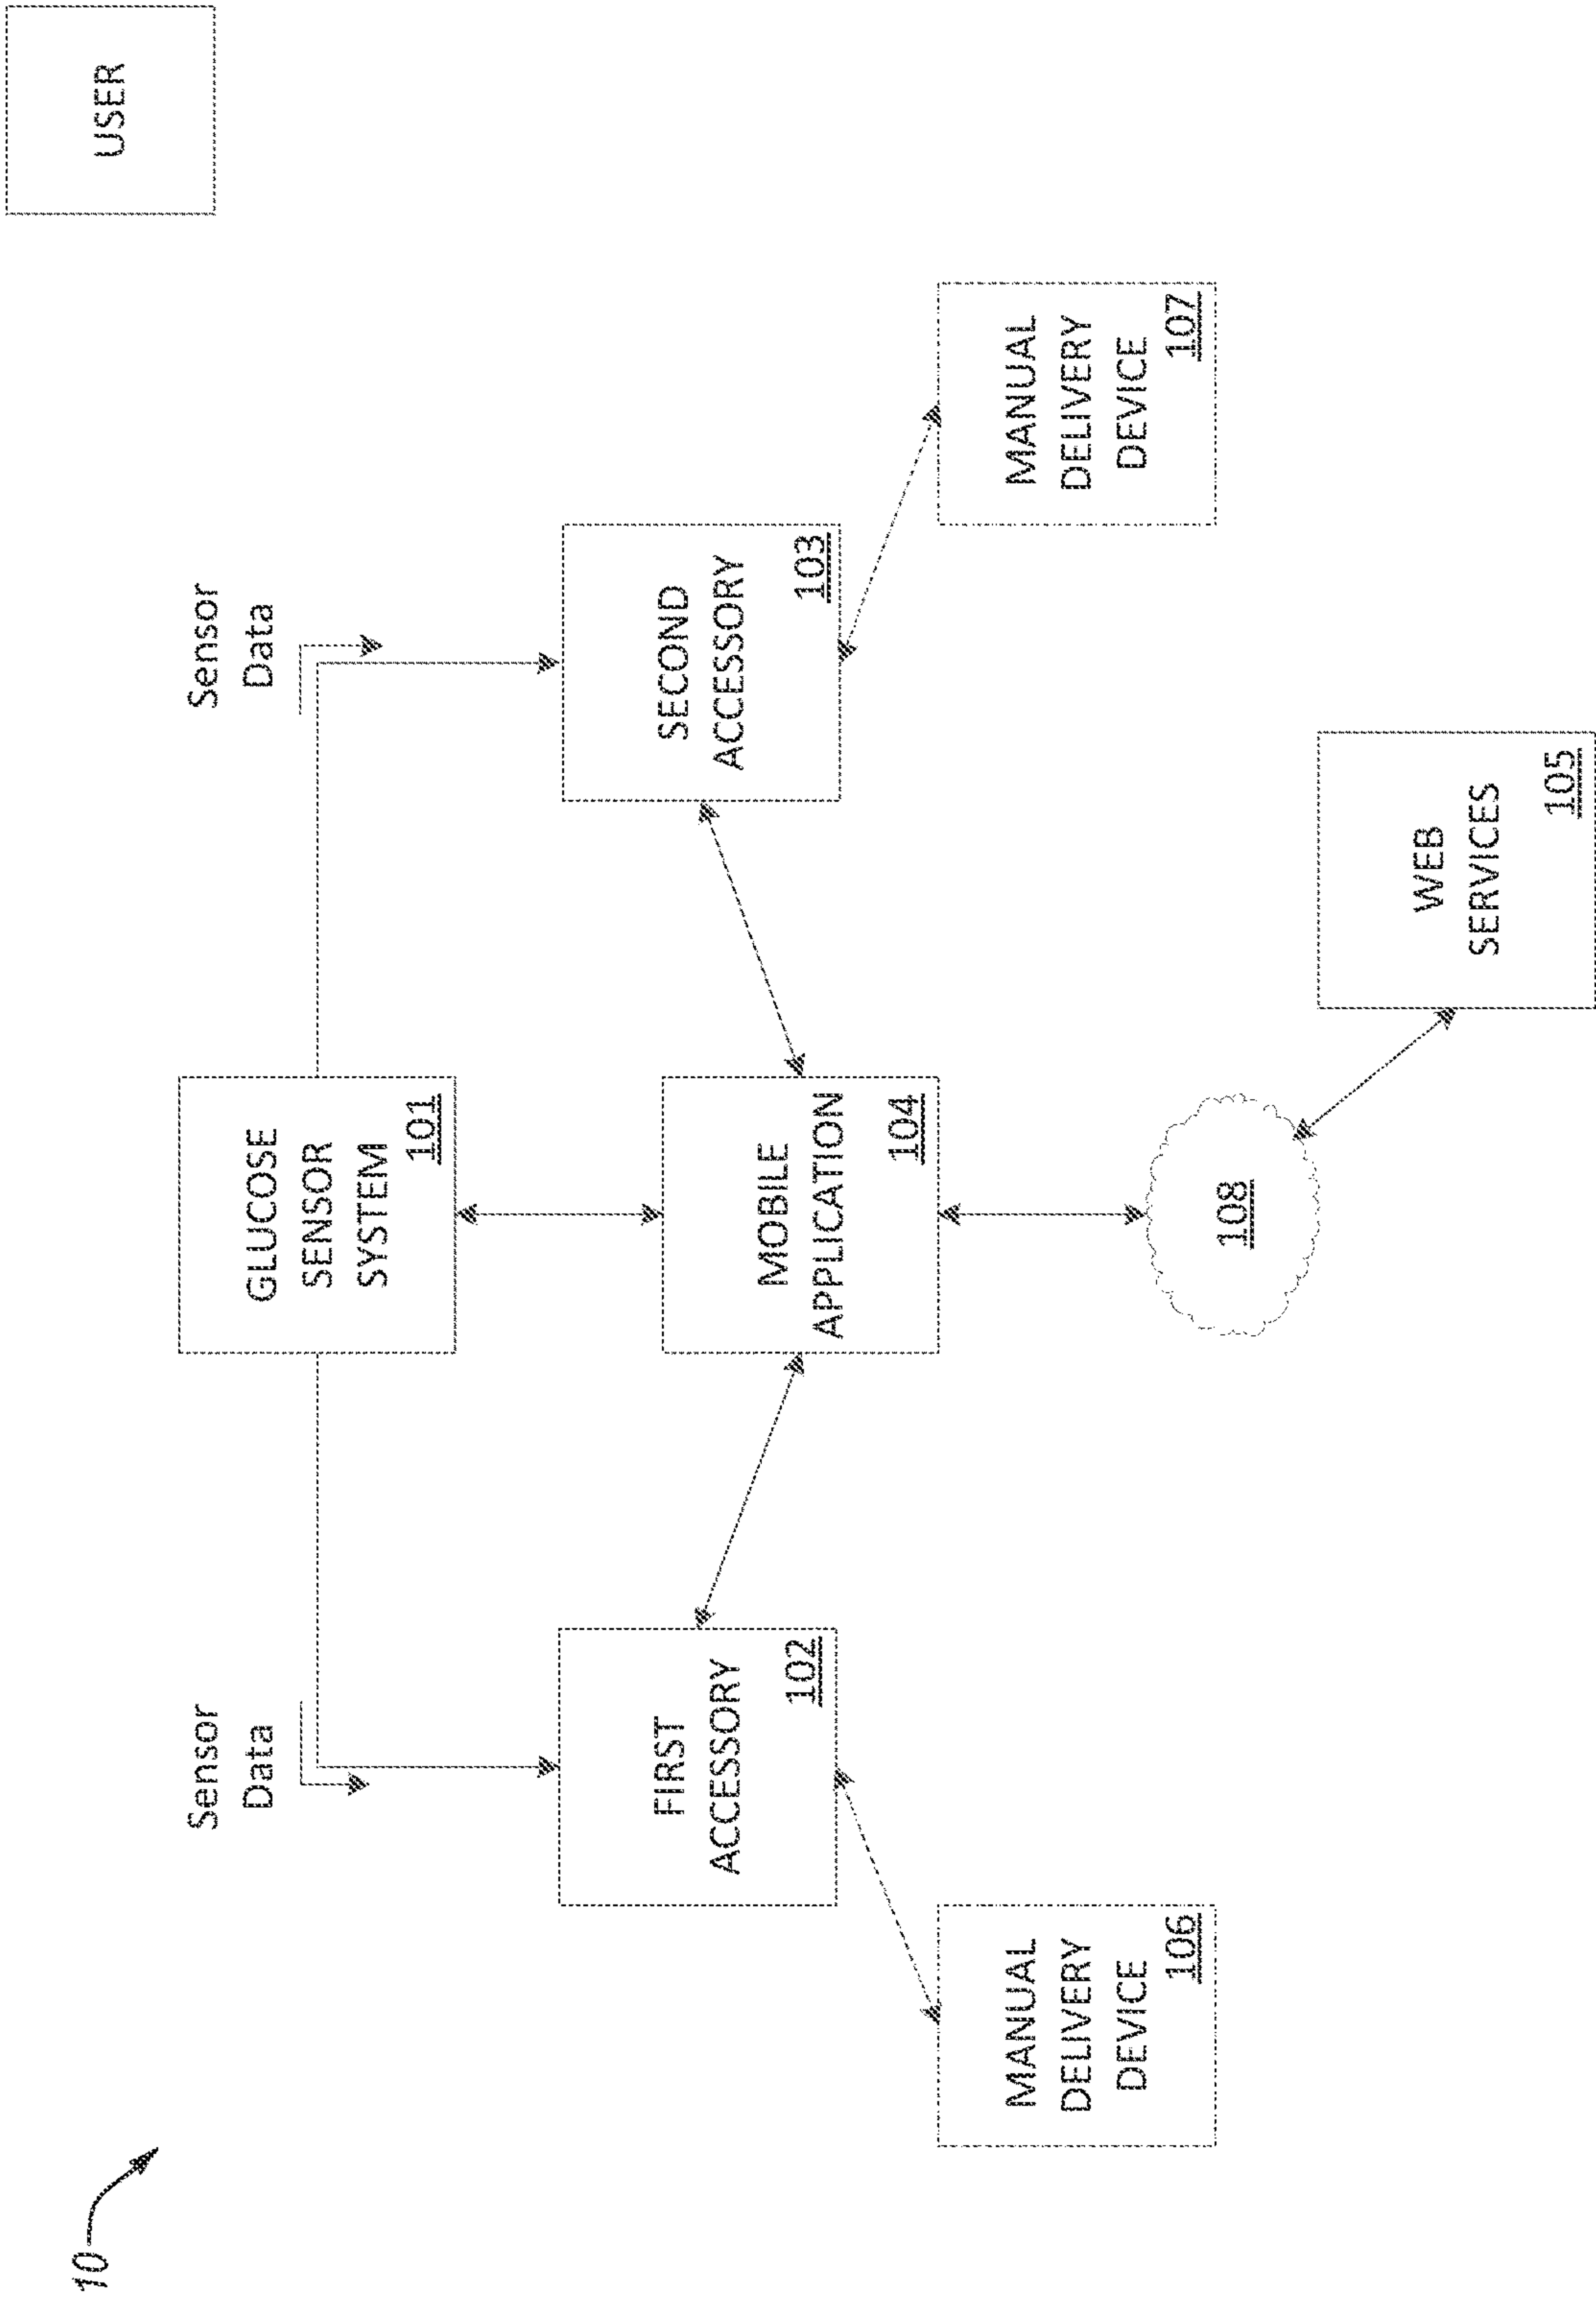 10
USER
GLUCOSE
SENSOR
SYSTEM
101
Sensor
Data
Sensor
Data
FIRST
ACCESSORY
102
MOBILE
APPLICATION
104
SECOND
ACCESSORY
103
MANUAL
DELIVERY
DEVICE
106
108
MANUAL
DELIVERY
DEVICE
107
WEB
SERVICES
105